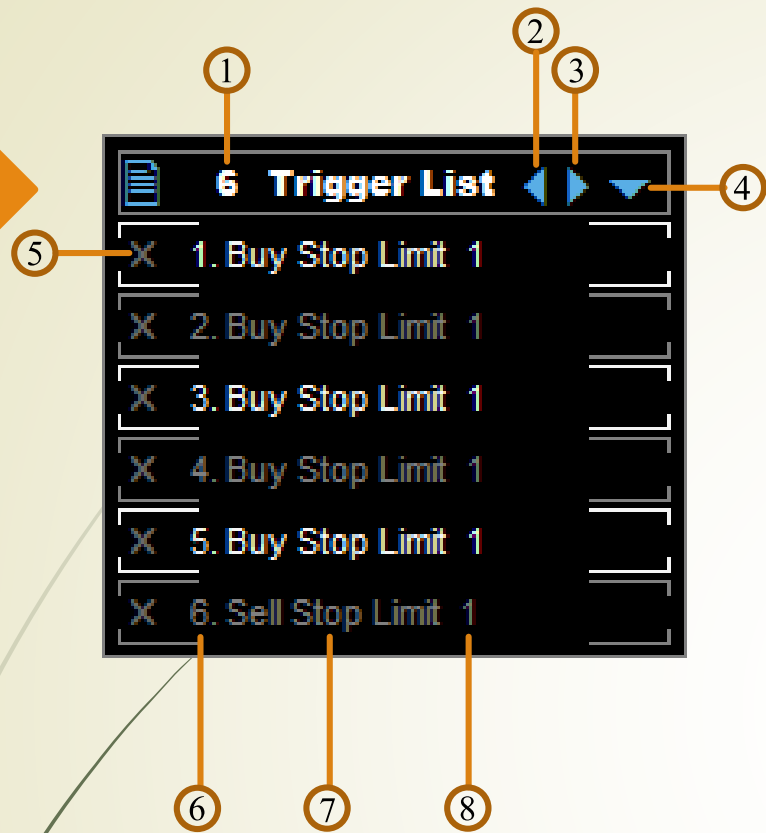 2
1
3
6 Trigger List
4
5
X 1. Buy Stop Limit 1
X 2. Buy Stop Limit 1
X 3. Buy Stop Limit 1
X 4. Buy Stop Limit 1
X 5. Buy Stop Limit 1
X 6. Sell Stop Limit 1
6 7 8